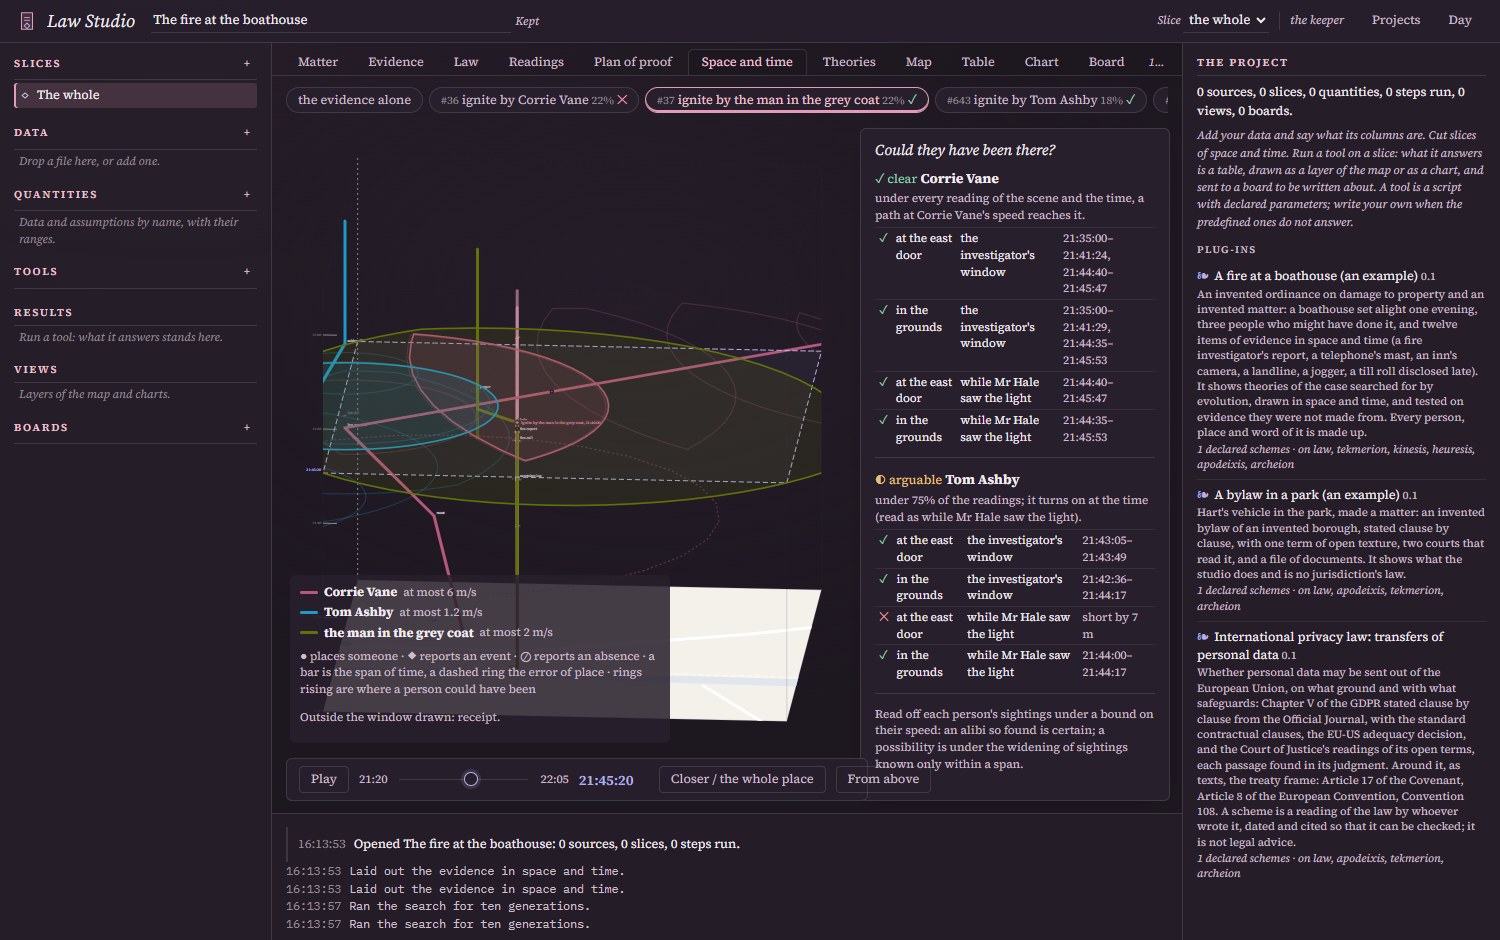 Law Studio
The fire at the boathouse
Kept
Slice the whole
the keeper
Projects
Day
SLICES +
The whole
DATA +
Drop a file here, or add one.
QUANTITIES +
Data and assumptions by name, with their
ranges.
TOOLS +
RESULTS
Run a tool: what it answers stands here.
VIEWS
Layers of the map and charts.
BOARDS +
Matter Evidence Law Readings Plan of proof Space and time Theories Map Table Chart Board 1...
the evidence alone
#36 ignite by Corrie Vane 22% ✕
#37 ignite by the man in the grey coat 22% ✓
#643 ignite by Tom Ashby 18% ✓
Corrie Vane at most 6 m/s
Tom Ashby at most 1.2 m/s
the man in the grey coat at most 2 m/s
● places someone · ◆ reports an event · ⊘ reports an absence · a
bar is the span of time, a dashed ring the error of place · rings
rising are where a person could have been
Outside the window drawn: receipt.
Play 21:20 22:05 21:45:20 Closer / the whole place From above
Could they have been there?
✓ clear Corrie Vane
under every reading of the scene and the time, a
path at Corrie Vane's speed reaches it.
✓ at the east the 21:35:00–
door investigator's 21:41:24,
window 21:44:40–
21:45:47
✓ in the the 21:35:00–
grounds investigator's 21:41:29,
window 21:44:35–
21:45:53
✓ at the east while Mr Hale 21:44:40–
door saw the light 21:45:47
✓ in the while Mr Hale 21:44:35–
grounds saw the light 21:45:53
◐ arguable Tom Ashby
under 75% of the readings; it turns on at the time
(read as while Mr Hale saw the light).
✓ at the east the investigator's 21:43:05–
door window 21:43:49
✓ in the the investigator's 21:42:36–
grounds window 21:44:17
✕ at the east while Mr Hale saw short by 7
door the light m
✓ in the while Mr Hale saw 21:44:00–
grounds the light 21:44:17
Read off each person's sightings under a bound on
their speed: an alibi so found is certain; a
possibility is under the widening of sightings
known only within a span.
16:13:53 Opened The fire at the boathouse: 0 sources, 0 slices, 0 steps run.
16:13:53 Laid out the evidence in space and time.
16:13:53 Laid out the evidence in space and time.
16:13:57 Ran the search for ten generations.
16:13:57 Ran the search for ten generations.
THE PROJECT
0 sources, 0 slices, 0 quantities, 0 steps run, 0
views, 0 boards.
Add your data and say what its columns are. Cut slices
of space and time. Run a tool on a slice: what it answers
is a table, drawn as a layer of the map or as a chart, and
sent to a board to be written about. A tool is a script
with declared parameters; write your own when the
predefined ones do not answer.
PLUG-INS
A fire at a boathouse (an example) 0.1
An invented ordinance on damage to property and an
invented matter: a boathouse set alight one evening,
three people who might have done it, and twelve
items of evidence in space and time (a fire
investigator's report, a telephone's mast, an inn's
camera, a landline, a jogger, a till roll disclosed late).
It shows theories of the case searched for by
evolution, drawn in space and time, and tested on
evidence they were not made from. Every person,
place and word of it is made up.
1 declared schemes · on law, tekmerion, kinesis, heuresis,
apodeixis, archeion
A bylaw in a park (an example) 0.1
Hart's vehicle in the park, made a matter: an invented
bylaw of an invented borough, stated clause by
clause, with one term of open texture, two courts that
read it, and a file of documents. It shows what the
studio does and is no jurisdiction's law.
1 declared schemes · on law, apodeixis, tekmerion,
archeion
International privacy law: transfers of
personal data 0.1
Whether personal data may be sent out of the
European Union, on what ground and with what
safeguards: Chapter V of the GDPR stated clause by
clause from the Official Journal, with the standard
contractual clauses, the EU-US adequacy decision,
and the Court of Justice's readings of its open terms,
each passage found in its judgment. Around it, as
texts, the treaty frame: Article 17 of the Covenant,
Article 8 of the European Convention, Convention
108. A scheme is a reading of the law by whoever
wrote it, dated and cited so that it can be checked; it
is not legal advice.
1 declared schemes · on law, apodeixis, tekmerion,
archeion